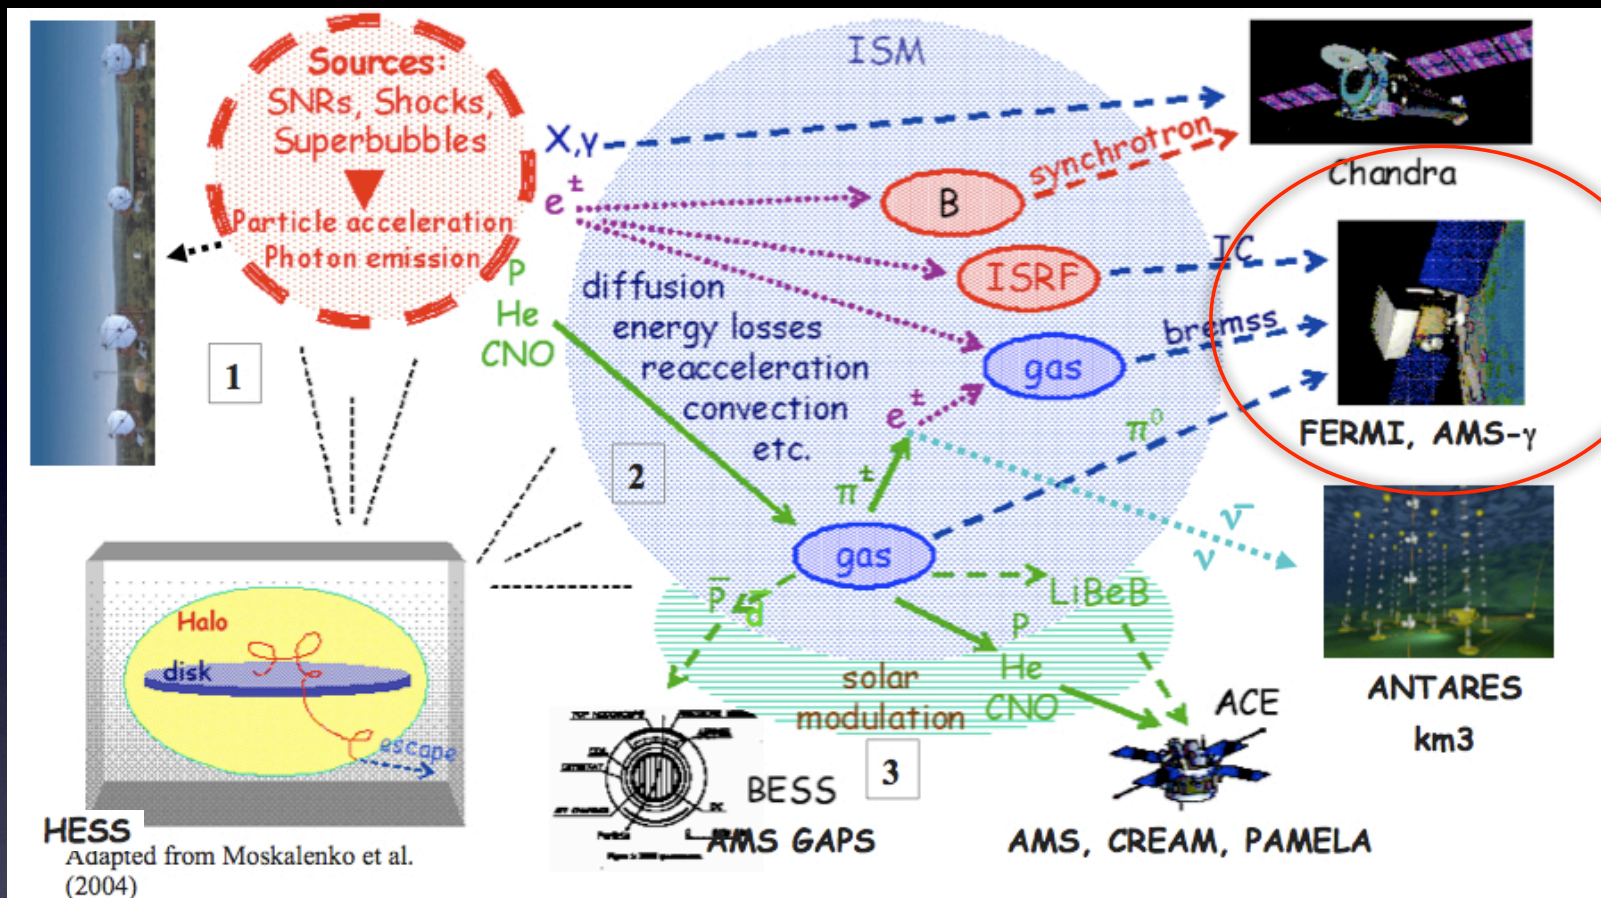 Sources:
SNRs, Shocks,
Superbubbles
Particle acceleration
Photon emission
ISM
X,γ
e±
P
He
CNO
1
B
synchrotron
Chandra
ISRF
IC
diffusion
energy losses
reacceleration
convection
etc.
gas
bremss
FERMI, AMS-γ
e±
π⁰
2
π±
gas
ν̄
ν
ANTARES
km3
p̄
d̄
LiBeB
P
He
CNO
solar
modulation
3
ACE
AMS, CREAM, PAMELA
BESS
AMS GAPS
DC
Particle
Halo
disk
escape
HESS
Adapted from Moskalenko et al.
(2004)